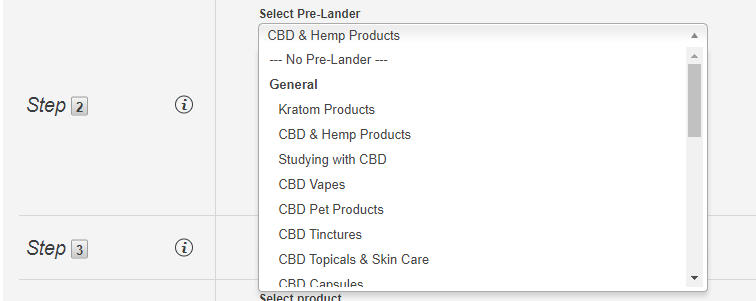 Select Pre-Lander
CBD & Hemp Products
--- No Pre-Lander ---
General
Kratom Products
CBD & Hemp Products
Step 2
Studying with CBD
CBD Vapes
CBD Pet Products
CBD Tinctures
Step 3
CBD Topicals & Skin Care
CBD Capsules
Select product